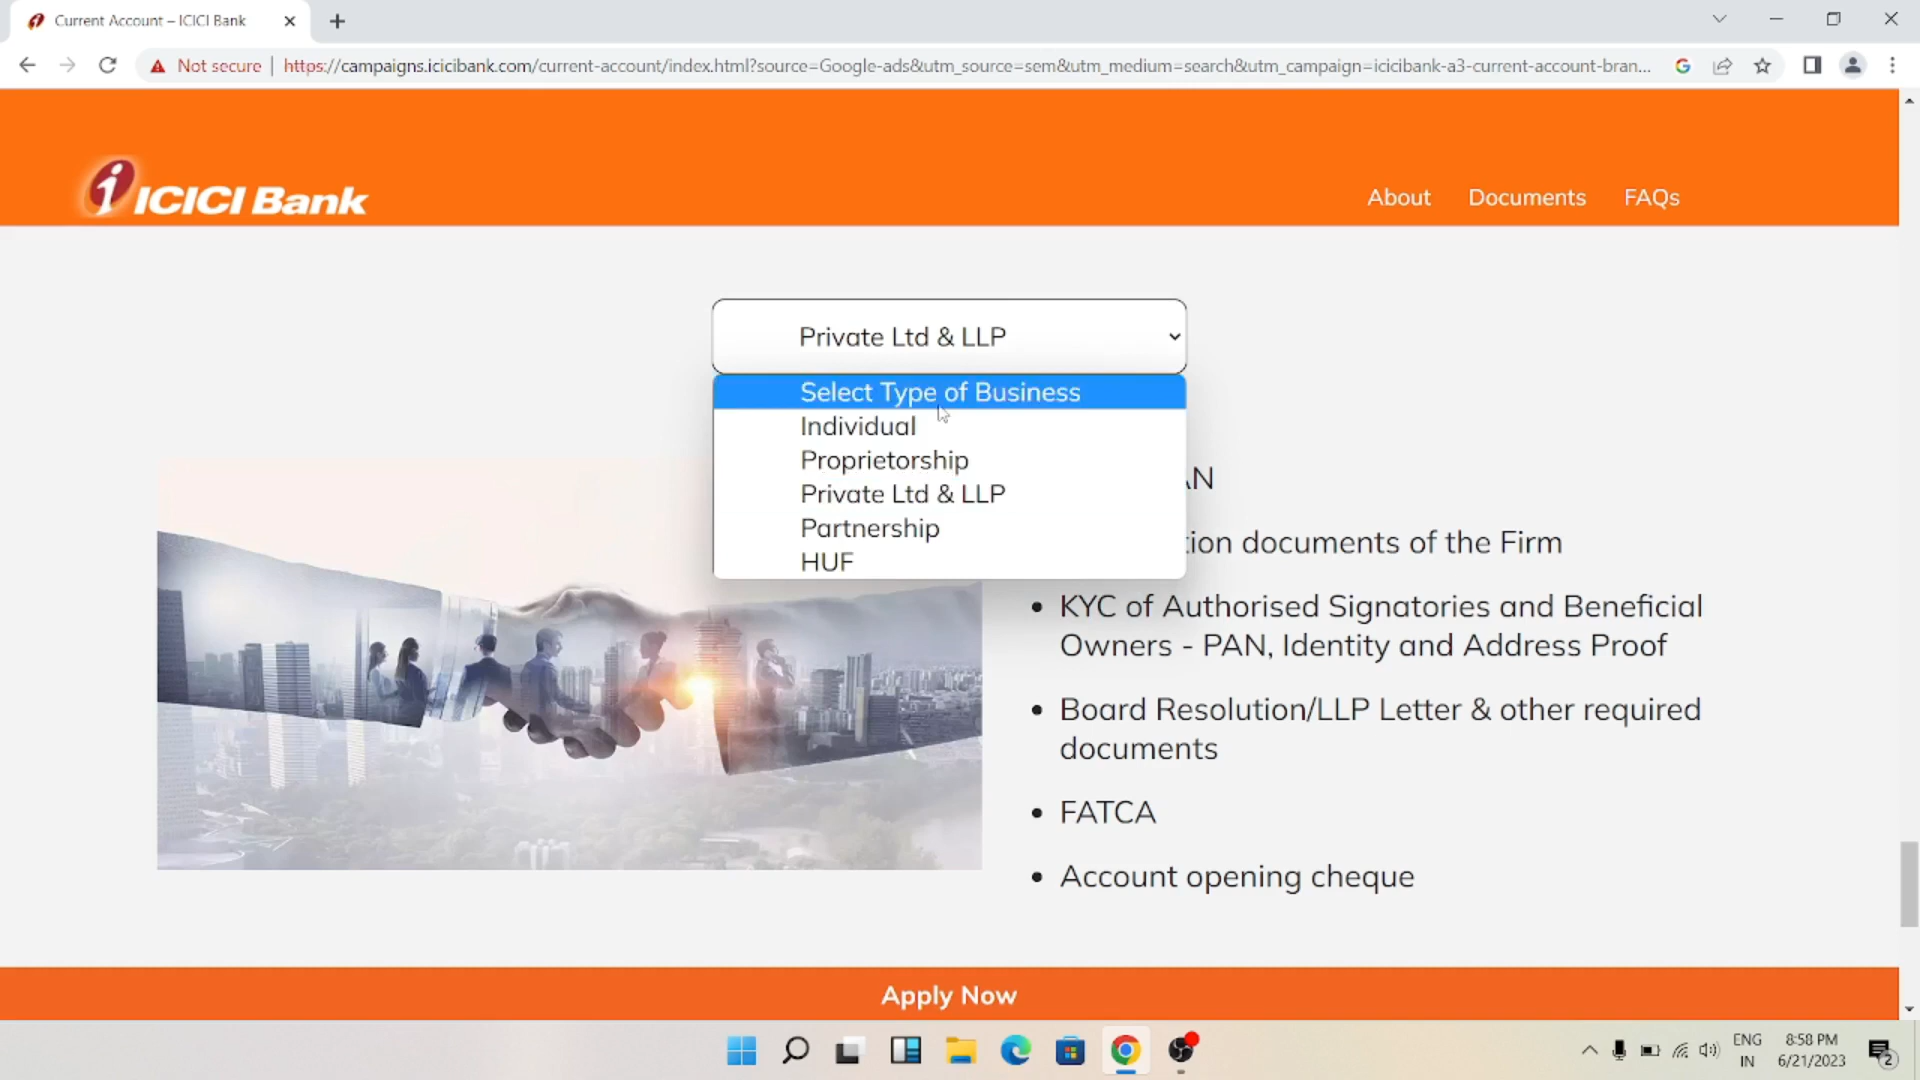 Current Account – ICICI Bank
Not secure
https://campaigns.icicibank.com/current-account/index.html?source=Google-ads&utm_source=sem&utm_medium=search&utm_campaign=icicibank-a3-current-account-bran...
ICICI Bank
About
Documents
FAQs
Private Ltd & LLP
Select Type of Business
Individual
Proprietorship
Private Ltd & LLP
Partnership
HUF
documents of the Firm
KYC of Authorised Signatories and Beneficial
Owners - PAN, Identity and Address Proof
Board Resolution/LLP Letter & other required
documents
FATCA
Account opening cheque
Apply Now
ENG
IN
8:58 PM
6/21/2023
2